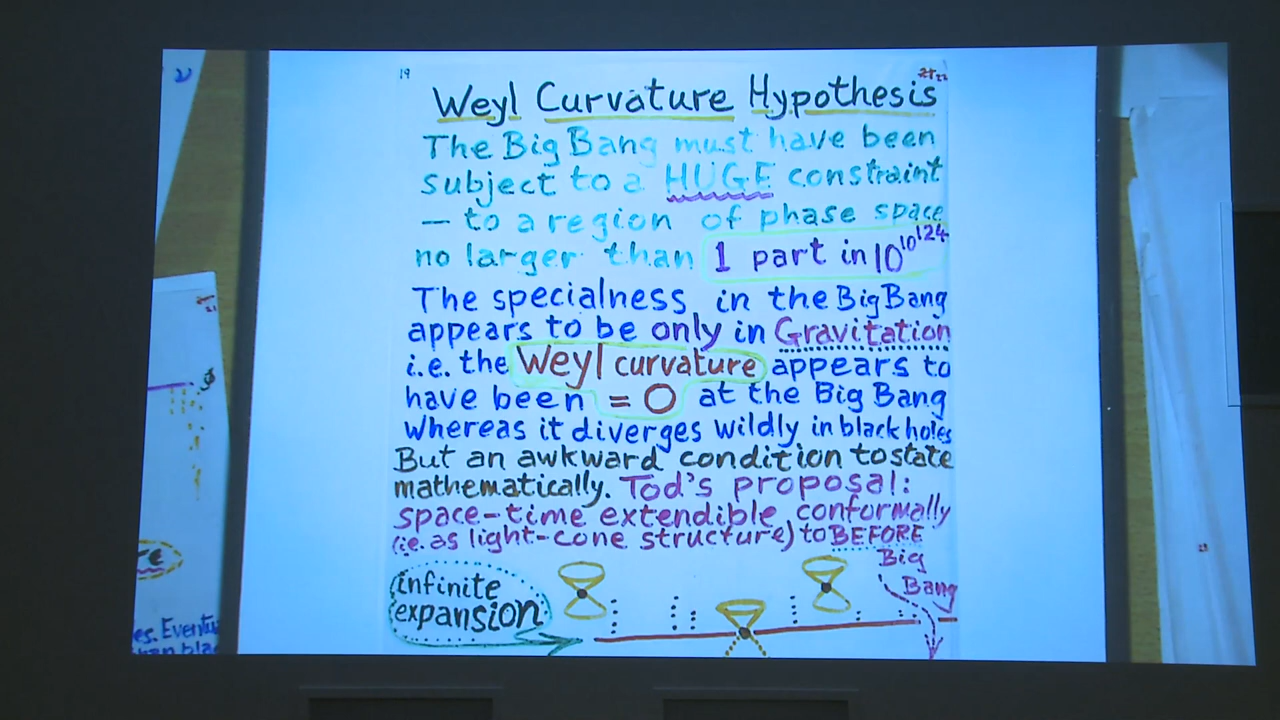 19
Weyl Curvature Hypothesis
The Big Bang must have been
subject to a HUGE constraint
— to a region of phase space
no larger than 1 part in 10^10^124
The specialness in the Big Bang
appears to be only in Gravitation
i.e. the Weyl curvature appears to
have been = 0 at the Big Bang
whereas it diverges wildly in black holes
But an awkward condition to state
mathematically. Tod's proposal:
space-time extendible conformally
(i.e. as light-cone structure) to BEFORE
Big
Bang
infinite
expansion
es.